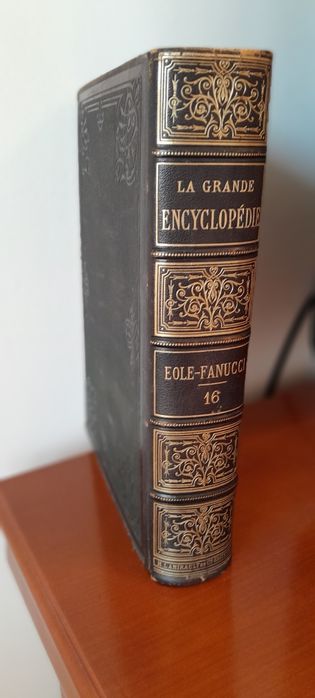 LA GRANDE
ENCYCLOPÉDIE
EOLE-FANUCCI
16